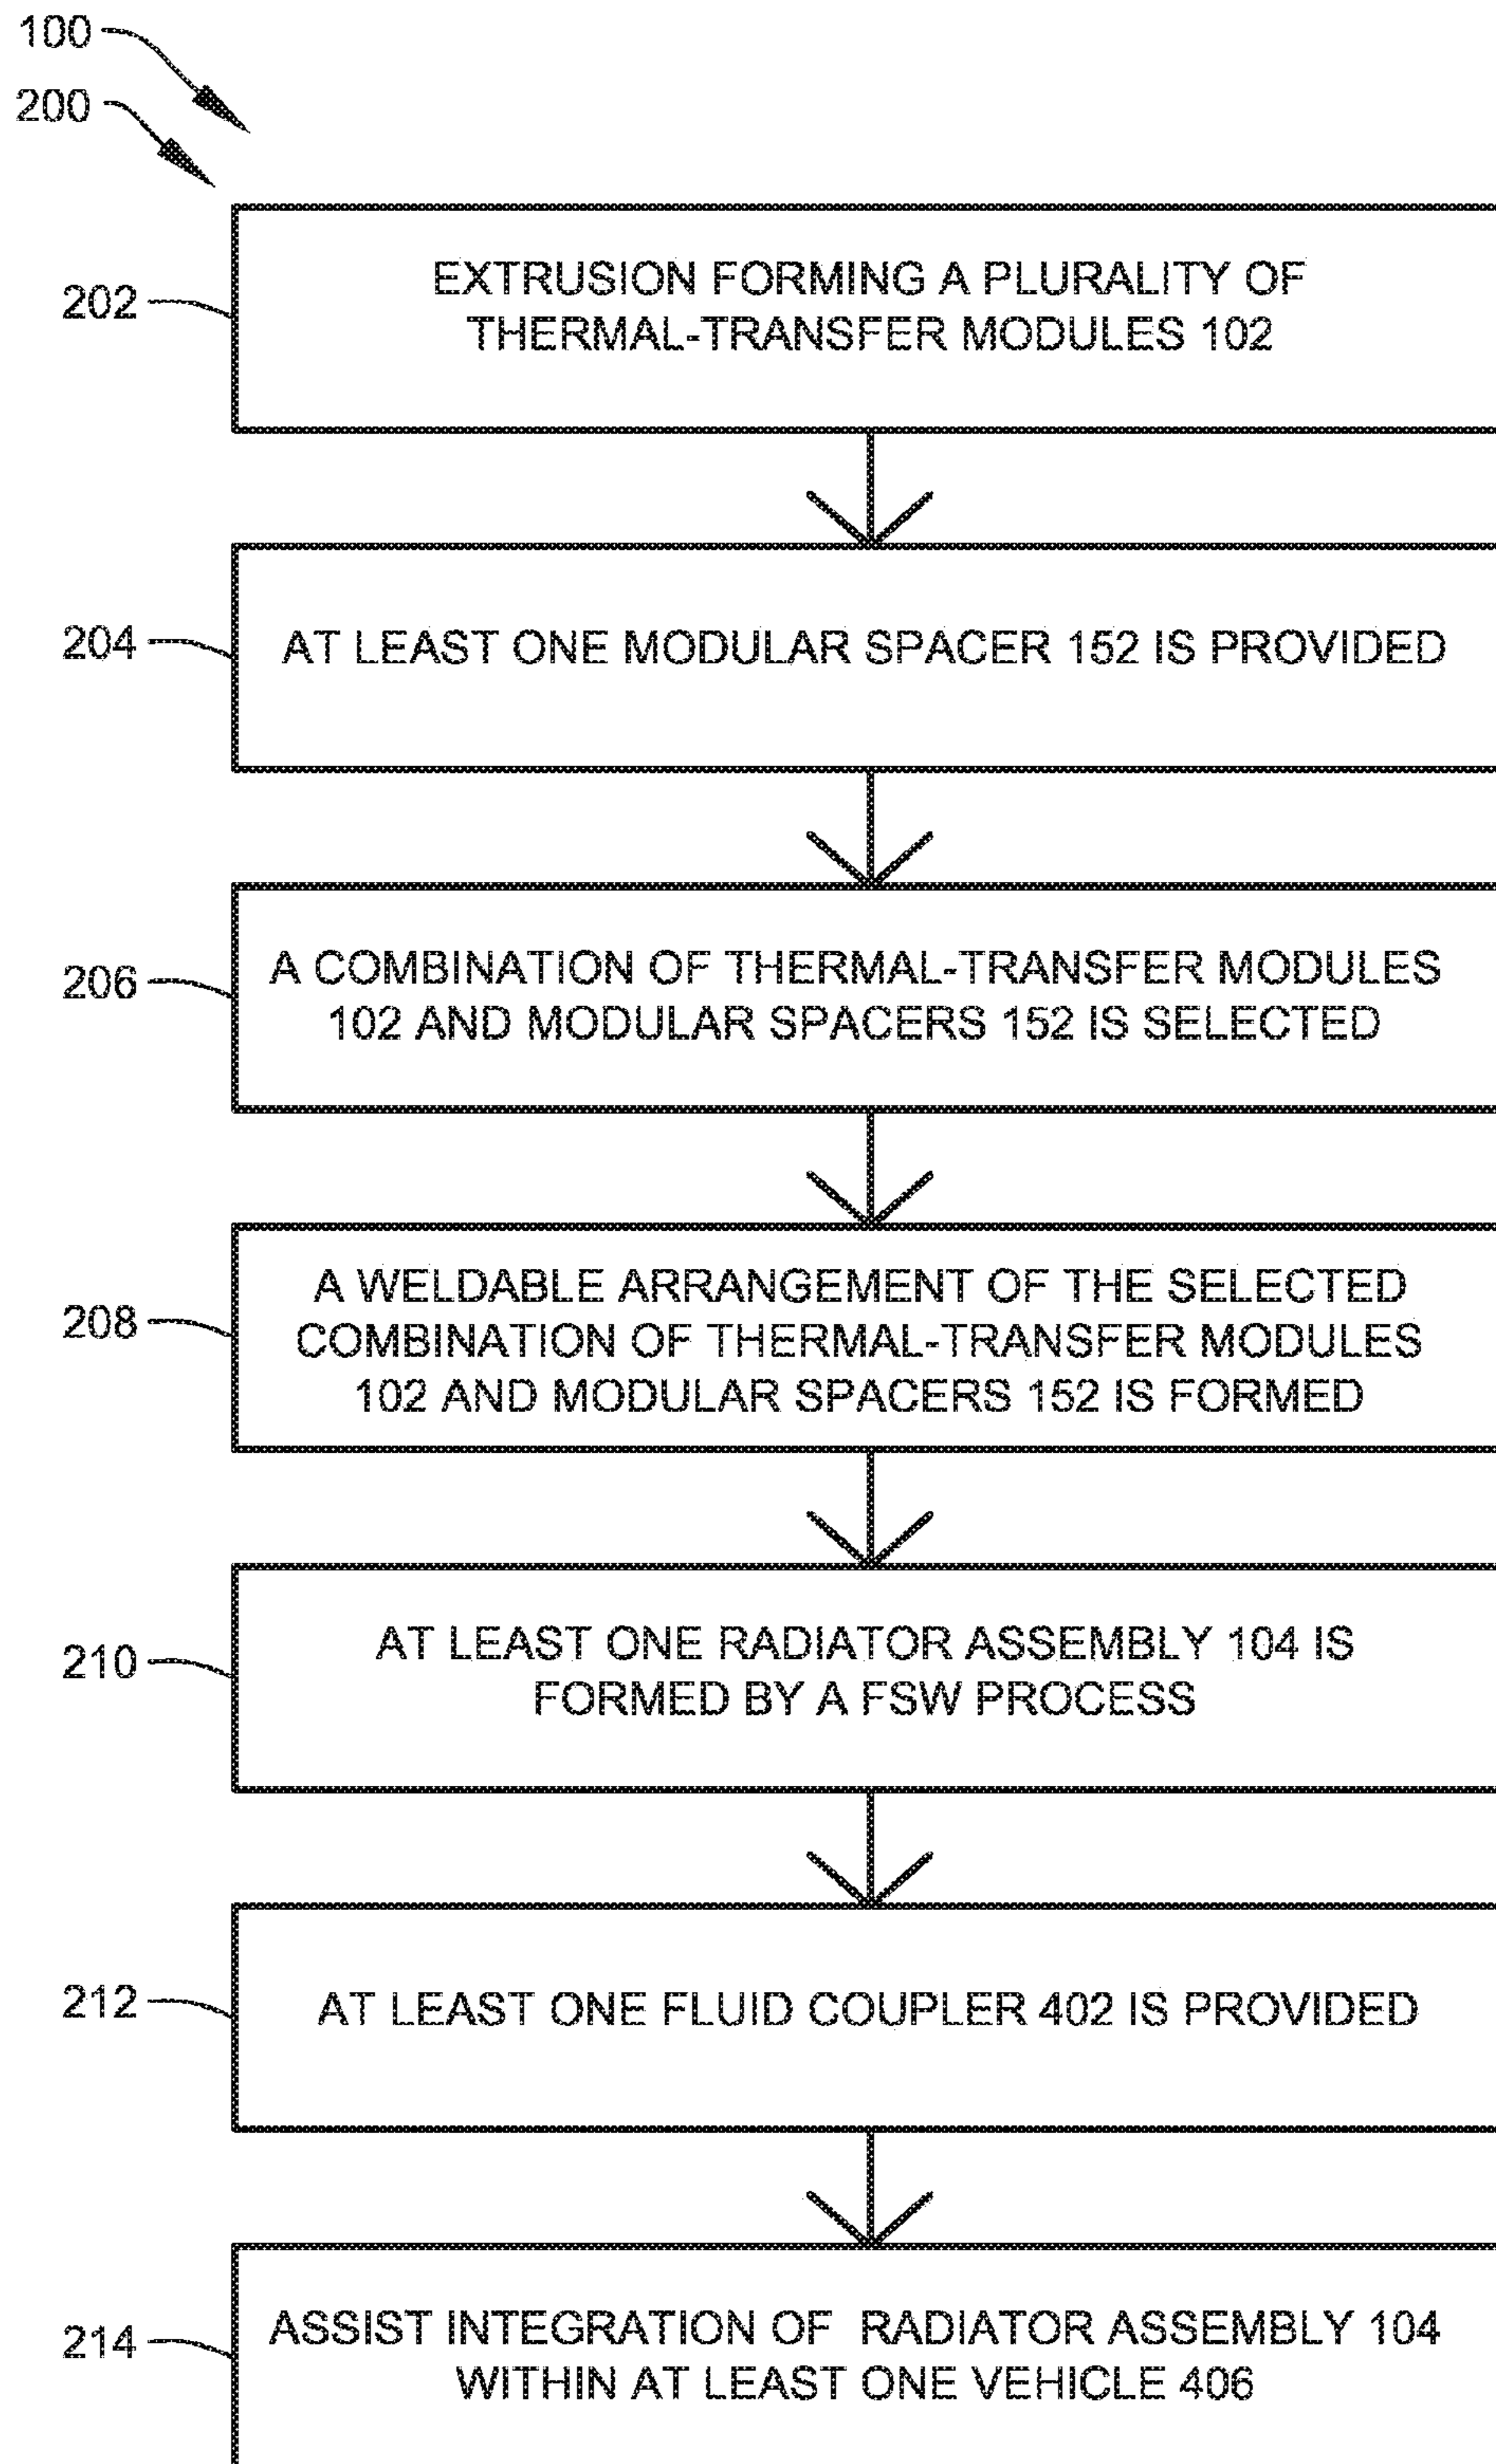 100
200
202
EXTRUSION FORMING A PLURALITY OF
THERMAL-TRANSFER MODULES 102
204
AT LEAST ONE MODULAR SPACER 152 IS PROVIDED
206
A COMBINATION OF THERMAL-TRANSFER MODULES
102 AND MODULAR SPACERS 152 IS SELECTED
208
A WELDABLE ARRANGEMENT OF THE SELECTED
COMBINATION OF THERMAL-TRANSFER MODULES
102 AND MODULAR SPACERS 152 IS FORMED
210
AT LEAST ONE RADIATOR ASSEMBLY 104 IS
FORMED BY A FSW PROCESS
212
AT LEAST ONE FLUID COUPLER 402 IS PROVIDED
214
ASSIST INTEGRATION OF RADIATOR ASSEMBLY 104
WITHIN AT LEAST ONE VEHICLE 406